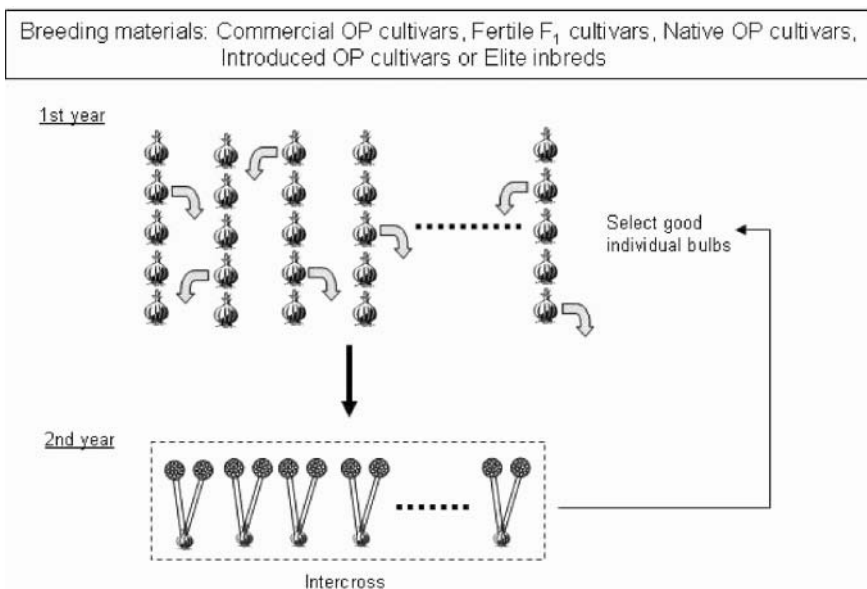 Breeding materials: Commercial OP cultivars, Fertile F₁ cultivars, Native OP cultivars,
Introduced OP cultivars or Elite inbreds
1st year
Select good
individual bulbs
2nd year
Intercross